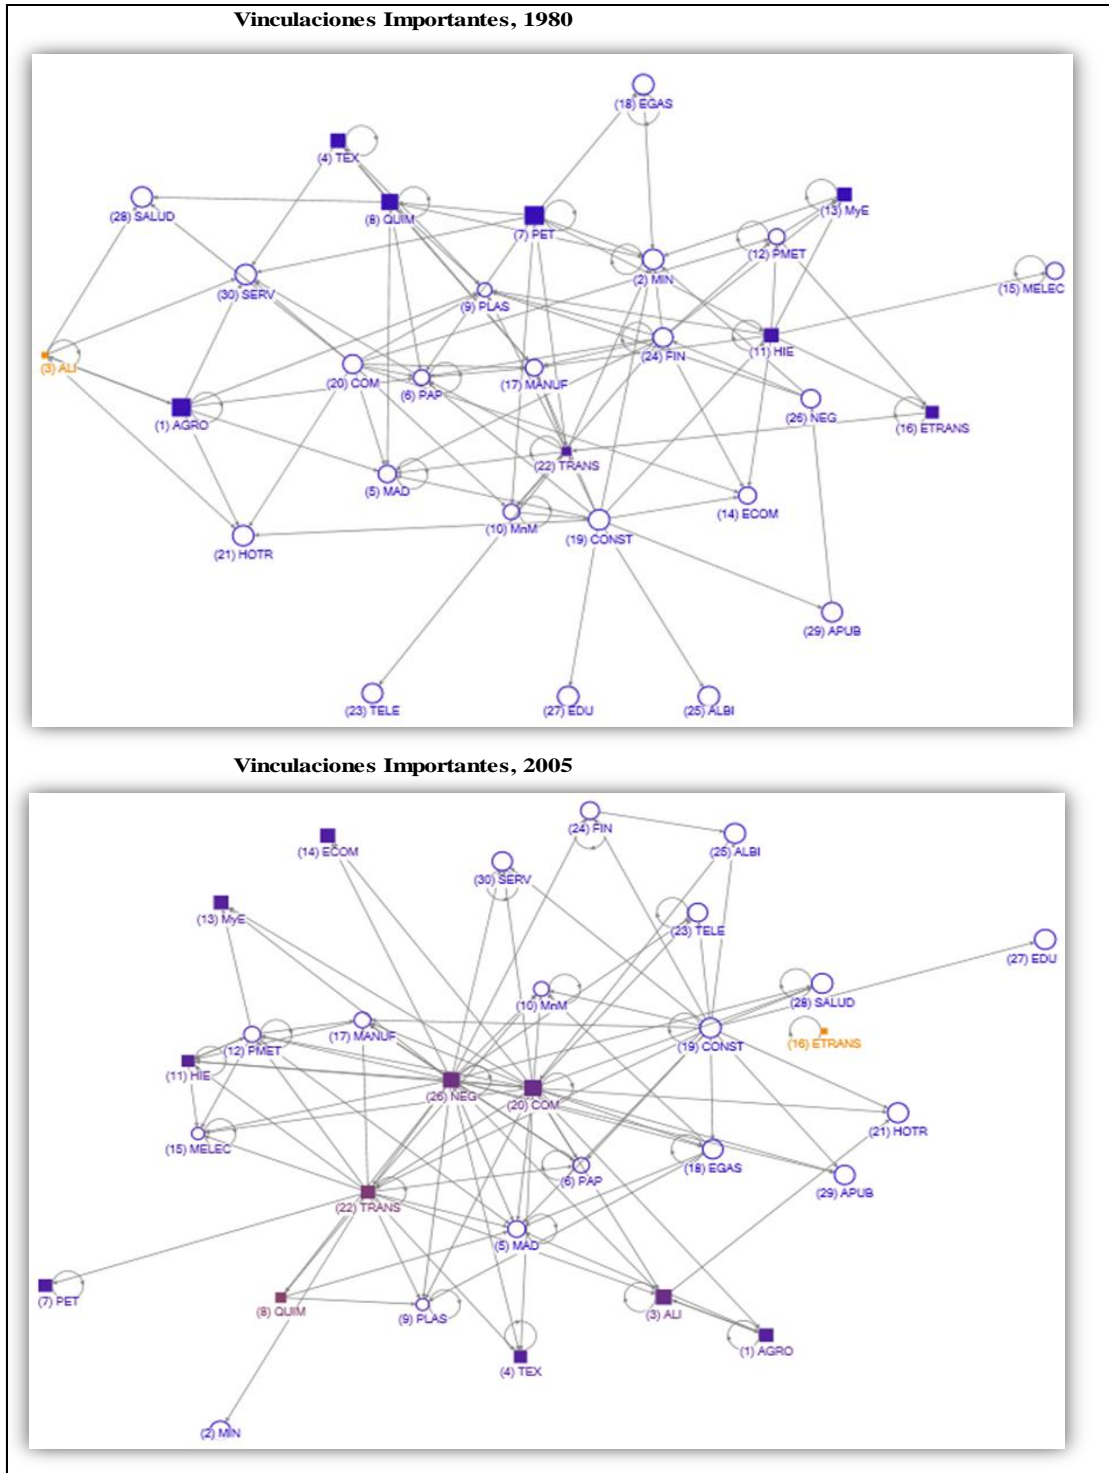 Vinculaciones Importantes, 1980
(18) EGAS
(4) TEX
(28) SALUD
(8) QUIM
(13) MyE
(7) PET
(12) PMET
(2) MIN
(30) SERV
(15) MELEC
(9) PLAS
(24) FIN
(11) HIE
(3) ALI
(20) COM
(17) MANUF
(6) PAP
(26) NEG
(1) AGRO
(16) ETRANS
(22) TRANS
(5) MAD
(14) ECOM
(10) MnM
(19) CONST
(21) HOTR
(29) APUB
(23) TELE
(27) EDU
(25) ALBI
Vinculaciones Importantes, 2005
(24) FIN
(14) ECOM
(25) ALBI
(30) SERV
(13) MyE
(23) TELE
(27) EDU
(10) MnM
(28) SALUD
(17) MANUF
(19) CONST
(16) ETRANS
(12) PMET
(11) HIE
(26) NEG
(20) COM
(21) HOTR
(15) MELEC
(18) EGAS
(6) PAP
(29) APUB
(22) TRANS
(5) MAD
(7) PET
(8) QUIM
(3) ALI
(9) PLAS
(1) AGRO
(4) TEX
(2) MIN